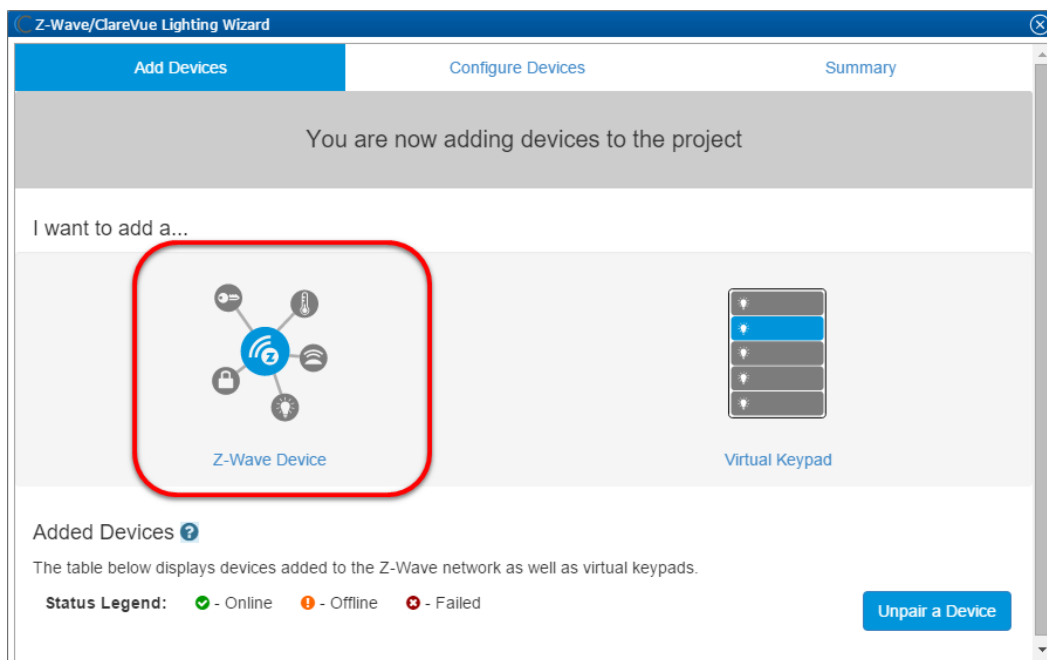 Z-Wave/ClareVue Lighting Wizard
Add Devices Configure Devices Summary
You are now adding devices to the project
I want to add a...
Z-Wave Device Virtual Keypad
Added Devices ?
The table below displays devices added to the Z-Wave network as well as virtual keypads.
Status Legend: - Online - Offline - Failed
Unpair a Device